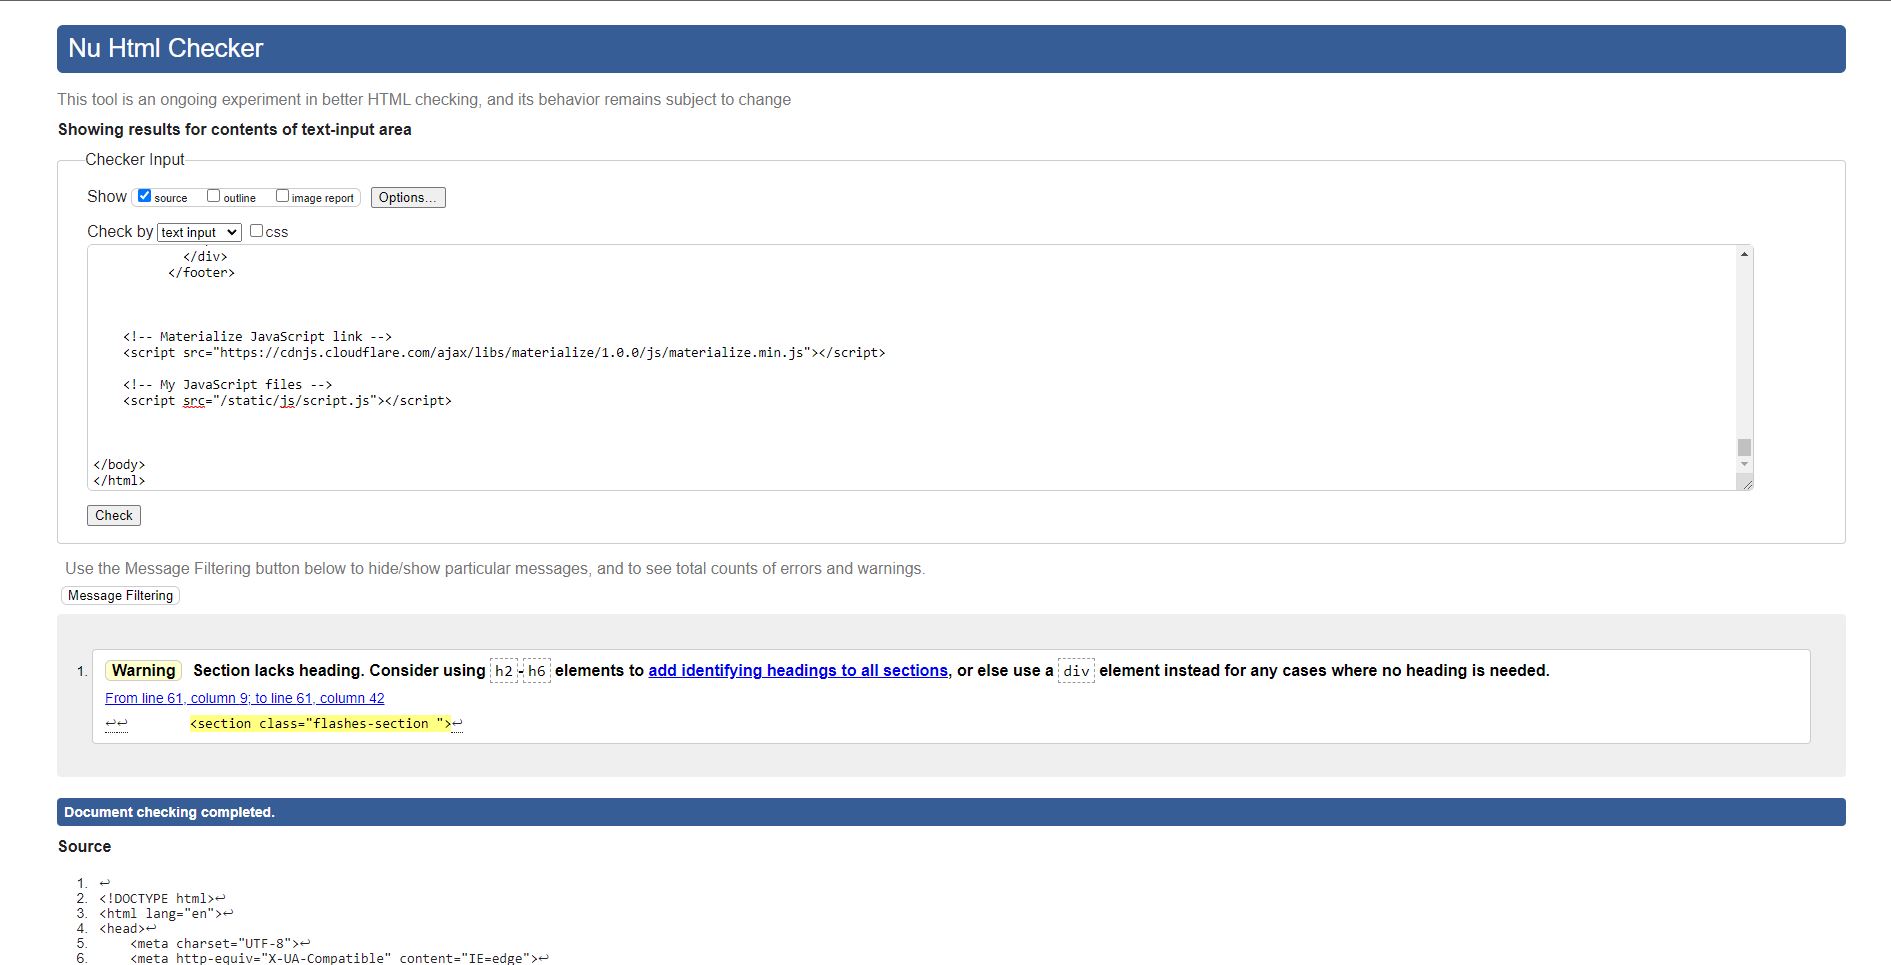 Nu Html Checker
This tool is an ongoing experiment in better HTML checking, and its behavior remains subject to change
Showing results for contents of text-input area
Checker Input
Show source outline image report Options...
Check by text input css
</div>
</footer>
<!-- Materialize JavaScript link -->
<script src="https://cdnjs.cloudflare.com/ajax/libs/materialize/1.0.0/js/materialize.min.js"></script>
<!-- My JavaScript files -->
<script src="/static/js/script.js"></script>
</body>
</html>
Check
Use the Message Filtering button below to hide/show particular messages, and to see total counts of errors and warnings.
Message Filtering
1. Warning Section lacks heading. Consider using h2-h6 elements to add identifying headings to all sections, or else use a div element instead for any cases where no heading is needed.
From line 61, column 9; to line 61, column 42
↩↩ <section class="flashes-section ">↩
Document checking completed.
Source
1. ↩
2. <!DOCTYPE html>↩
3. <html lang="en">↩
4. <head>↩
5. <meta charset="UTF-8">↩
6. <meta http-equiv="X-UA-Compatible" content="IE=edge">↩